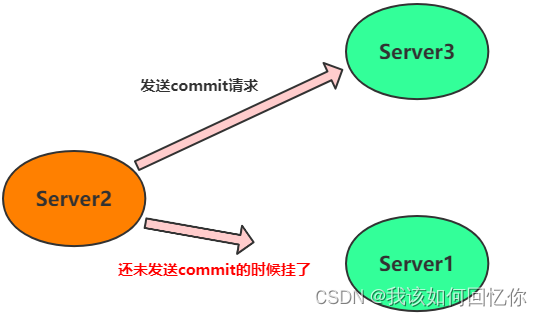 Server3
发送commit请求
Server2
还未发送commit的时候挂了
Server1
CSDN @我该如何回忆你